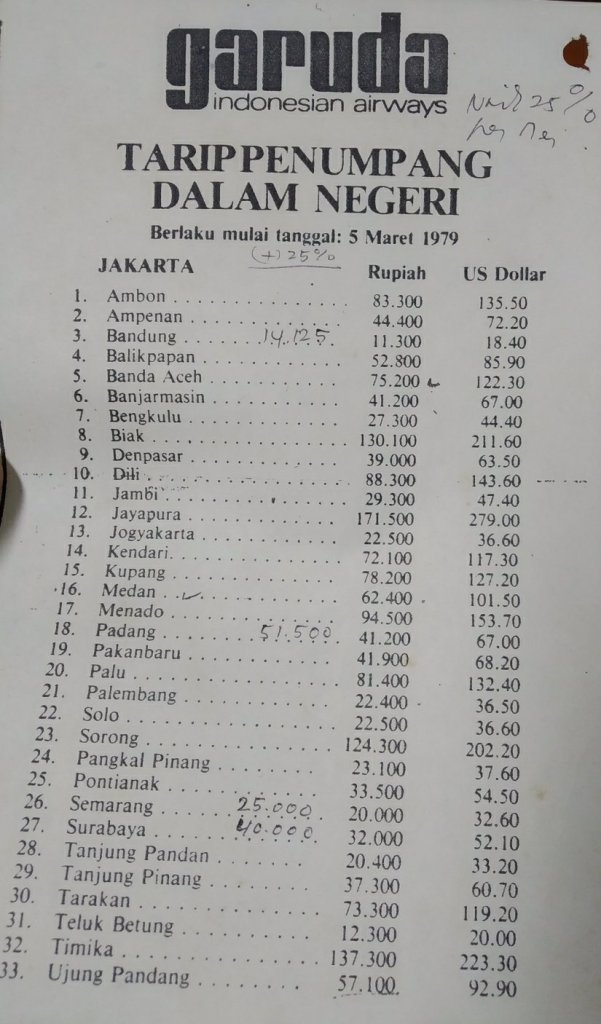 garuda
indonesian airways
Naik 25%
TARIP PENUMPANG
DALAM NEGERI
Berlaku mulai tanggal: 5 Maret 1979
(+) 25%
JAKARTA Rupiah US Dollar
1. Ambon . . . . . . . . . . . . . . . 83.300 135.50
2. Ampenan . . . . . . . . . . . . . 44.400 72.20
3. Bandung . . . . . . 14.125 11.300 18.40
4. Balikpapan . . . . . . . . . . . . 52.800 85.90
5. Banda Aceh . . . . . . . . . . . 75.200 122.30
6. Banjarmasin . . . . . . . . . . . 41.200 67.00
7. Bengkulu . . . . . . . . . . . . . 27.300 44.40
8. Biak . . . . . . . . . . . . . . . . 130.100 211.60
9. Denpasar . . . . . . . . . . . . . 39.000 63.50
10. Dili . . . . . . . . . . . . . . . . 88.300 143.60
11. Jambi . . . . . . . . . . . . . . . 29.300 47.40
12. Jayapura . . . . . . . . . . . . . 171.500 279.00
13. Jogyakarta . . . . . . . . . . . . 22.500 36.60
14. Kendari. . . . . . . . . . . . . . 72.100 117.30
15. Kupang . . . . . . . . . . . . . . 78.200 127.20
16. Medan . . . . . . . . . . . . . . 62.400 101.50
17. Menado . . . . . . . . . . . . . 94.500 153.70
18. Padang . . . . . . . 51.500 41.200 67.00
19. Pakanbaru . . . . . . . . . . . . 41.900 68.20
20. Palu . . . . . . . . . . . . . . . . 81.400 132.40
21. Palembang . . . . . . . . . . . . 22.400 36.50
22. Solo . . . . . . . . . . . . . . . . 22.500 36.60
23. Sorong . . . . . . . . . . . . . . 124.300 202.20
24. Pangkal Pinang . . . . . . . . 23.100 37.60
25. Pontianak . . . . . . . . . . . . 33.500 54.50
26. Semarang . . . . . . 25.000 20.000 32.60
27. Surabaya . . . . . . 40.000 32.000 52.10
28. Tanjung Pandan . . . . . . . 20.400 33.20
29. Tanjung Pinang . . . . . . . . 37.300 60.70
30. Tarakan . . . . . . . . . . . . . . 73.300 119.20
31. Teluk Betung . . . . . . . . . . 12.300 20.00
32. Timika . . . . . . . . . . . . . . 137.300 223.30
33. Ujung Pandang . . . . . . . . 57.100 92.90